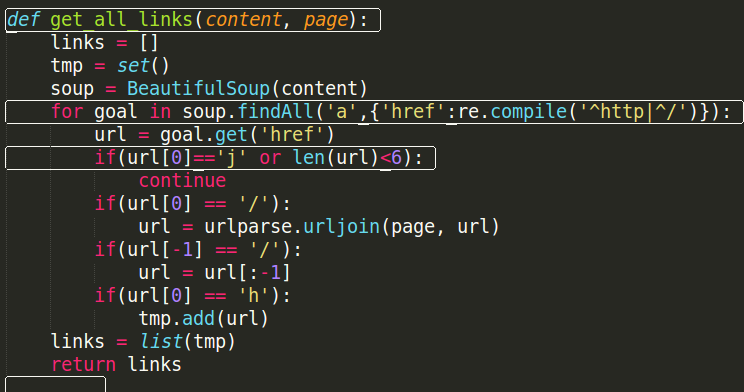 def get_all_links(content, page):
    links = []
    tmp = set()
    soup = BeautifulSoup(content)
    for goal in soup.findAll('a',{'href':re.compile('^http|^/')}):
        url = goal.get('href')
        if(url[0]=='j' or len(url)<6):
            continue
        if(url[0] == '/'):
            url = urlparse.urljoin(page, url)
        if(url[-1] == '/'):
            url = url[:-1]
        if(url[0] == 'h'):
            tmp.add(url)
    links = list(tmp)
    return links